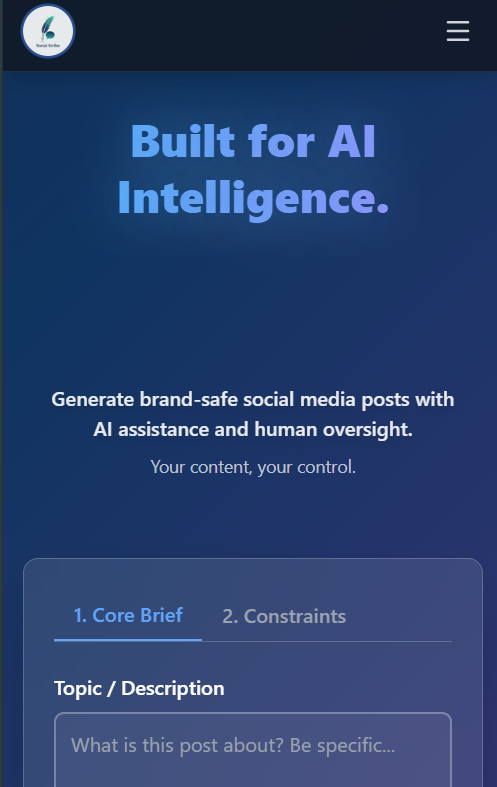 Social Scribe
Built for AI
Intelligence.
Generate brand-safe social media posts with
AI assistance and human oversight.
Your content, your control.
1. Core Brief 2. Constraints
Topic / Description
What is this post about? Be specific...